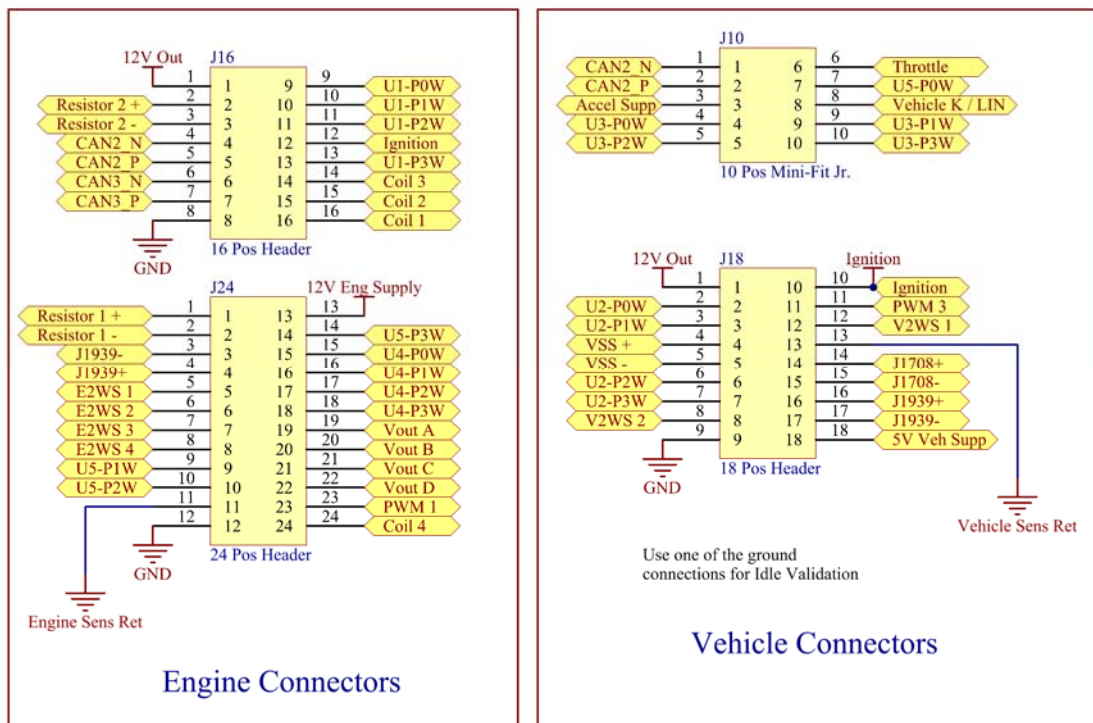 J16
12V Out
1 1 9 9 U1-P0W
Resistor 2 + 2 2 10 10 U1-P1W
Resistor 2 - 3 3 11 11 U1-P2W
CAN2_N 4 4 12 12 Ignition
CAN2_P 5 5 13 13 U1-P3W
CAN3_N 6 6 14 14 Coil 3
CAN3_P 7 7 15 15 Coil 2
8 8 16 16 Coil 1
GND
16 Pos Header
J24
12V Eng Supply
Resistor 1 + 1 1 13 13
Resistor 1 - 2 2 14 14 U5-P3W
J1939- 3 3 15 15 U4-P0W
J1939+ 4 4 16 16 U4-P1W
E2WS 1 5 5 17 17 U4-P2W
E2WS 2 6 6 18 18 U4-P3W
E2WS 3 7 7 19 19 Vout A
E2WS 4 8 8 20 20 Vout B
U5-P1W 9 9 21 21 Vout C
U5-P2W 10 10 22 22 Vout D
11 11 23 23 PWM 1
12 12 24 24 Coil 4
GND
24 Pos Header
Engine Sens Ret
Engine Connectors
J10
CAN2_N 1 1 6 6 Throttle
CAN2_P 2 2 7 7 U5-P0W
Accel Supp 3 3 8 8 Vehicle K / LIN
U3-P0W 4 4 9 9 U3-P1W
U3-P2W 5 5 10 10 U3-P3W
10 Pos Mini-Fit Jr.
J18
12V Out
Ignition
1 1 10 10 Ignition
U2-P0W 2 2 11 11 PWM 3
U2-P1W 3 3 12 12 V2WS 1
VSS + 4 4 13 13
VSS - 5 5 14 14 J1708+
U2-P2W 6 6 15 15 J1708-
U2-P3W 7 7 16 16 J1939+
V2WS 2 8 8 17 17 J1939-
9 9 18 18 5V Veh Supp
GND
18 Pos Header
Vehicle Sens Ret
Use one of the ground
connections for Idle Validation
Vehicle Connectors